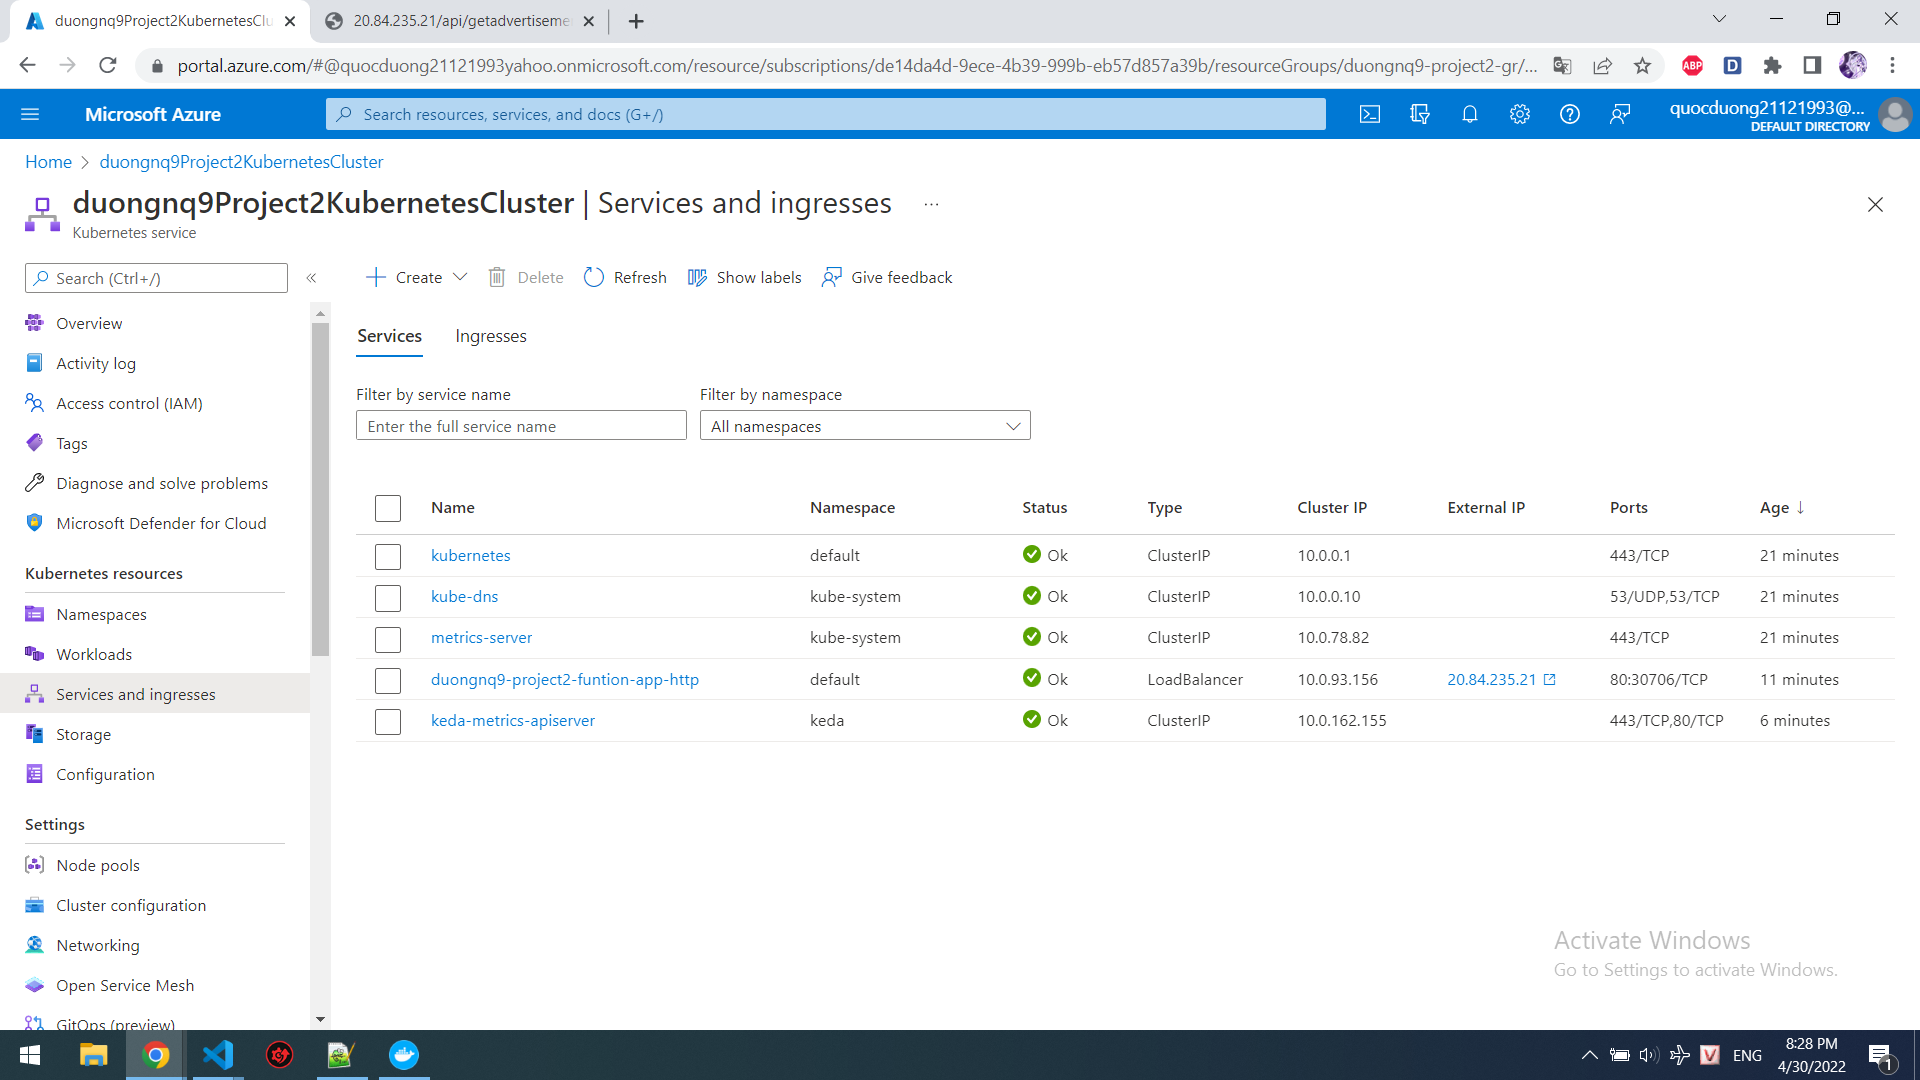 duongnq9Project2KubernetesClu
20.84.235.21/api/getadvertiseme
portal.azure.com/#@quocduong21121993yahoo.onmicrosoft.com/resource/subscriptions/de14da4d-9ece-4b39-999b-eb57d857a39b/resourceGroups/duongnq9-project2-gr/...
ABP
D
Microsoft Azure
Search resources, services, and docs (G+/)
quocduong21121993@...
DEFAULT DIRECTORY
Home > duongnq9Project2KubernetesCluster
duongnq9Project2KubernetesCluster | Services and ingresses ...
Kubernetes service
Search (Ctrl+/)
«
Create
Delete
Refresh
Show labels
Give feedback
Overview
Activity log
Access control (IAM)
Tags
Diagnose and solve problems
Microsoft Defender for Cloud
Kubernetes resources
Namespaces
Workloads
Services and ingresses
Storage
Configuration
Settings
Node pools
Cluster configuration
Networking
Open Service Mesh
GitOps (preview)
Services Ingresses
Filter by service name Filter by namespace
Enter the full service name All namespaces
Name Namespace Status Type Cluster IP External IP Ports Age ↓
kubernetes default Ok ClusterIP 10.0.0.1 443/TCP 21 minutes
kube-dns kube-system Ok ClusterIP 10.0.0.10 53/UDP,53/TCP 21 minutes
metrics-server kube-system Ok ClusterIP 10.0.78.82 443/TCP 21 minutes
duongnq9-project2-funtion-app-http default Ok LoadBalancer 10.0.93.156 20.84.235.21 80:30706/TCP 11 minutes
keda-metrics-apiserver keda Ok ClusterIP 10.0.162.155 443/TCP,80/TCP 6 minutes
Activate Windows
Go to Settings to activate Windows.
V
ENG
8:28 PM
4/30/2022
1